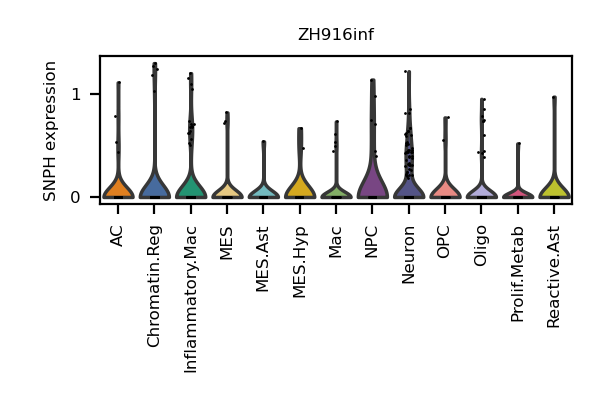 ZH916inf
SNPH expression
1
0
AC
Chromatin.Reg
Inflammatory.Mac
MES
MES.Ast
MES.Hyp
Mac
NPC
Neuron
OPC
Oligo
Prolif.Metab
Reactive.Ast